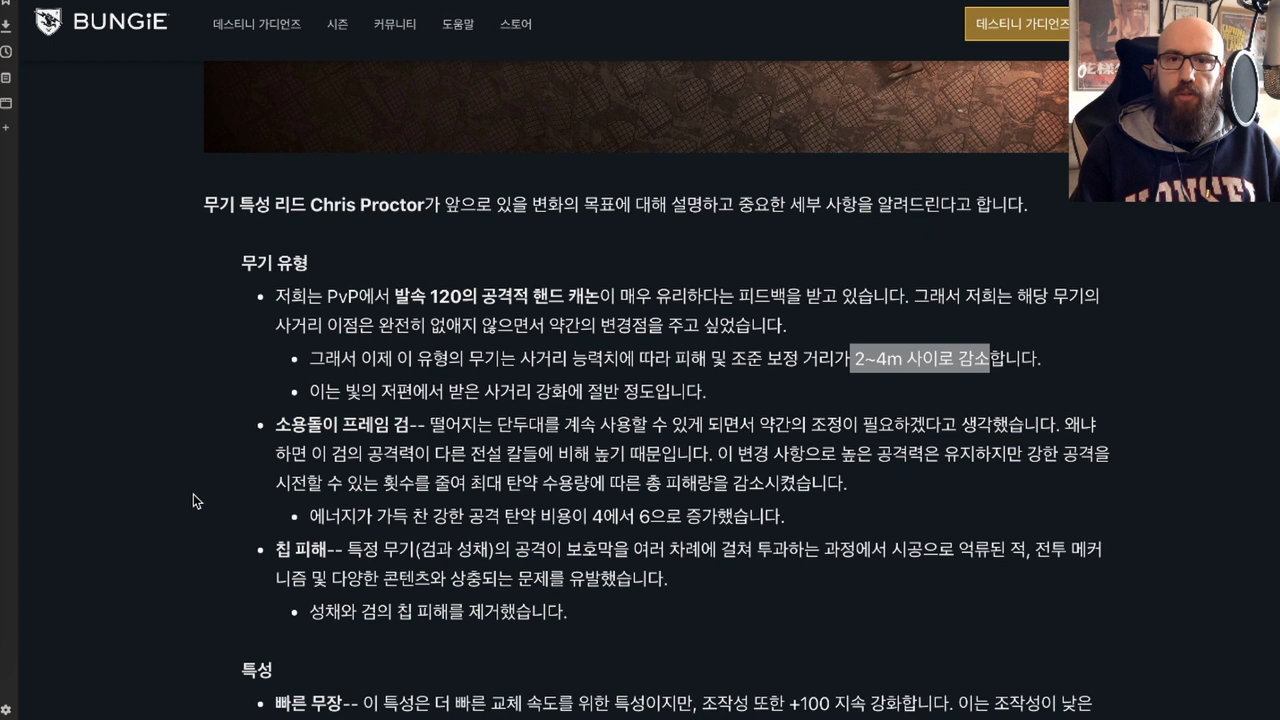 BUNGiE
데스티니 가디언즈 시즌 커뮤니티 도움말 스토어
데스티니 가디언즈
무기 특성 리드 Chris Proctor가 앞으로 있을 변화의 목표에 대해 설명하고 중요한 세부 사항을 알려드린다고 합니다.
무기 유형
저희는 PvP에서 발속 120의 공격적 핸드 캐논이 매우 유리하다는 피드백을 받고 있습니다. 그래서 저희는 해당 무기의
사거리 이점은 완전히 없애지 않으면서 약간의 변경점을 주고 싶었습니다.
그래서 이제 이 유형의 무기는 사거리 능력치에 따라 피해 및 조준 보정 거리가 2~4m 사이로 감소합니다.
이는 빛의 저편에서 받은 사거리 강화에 절반 정도입니다.
소용돌이 프레임 검-- 떨어지는 단두대를 계속 사용할 수 있게 되면서 약간의 조정이 필요하겠다고 생각했습니다. 왜냐
하면 이 검의 공격력이 다른 전설 칼들에 비해 높기 때문입니다. 이 변경 사항으로 높은 공격력은 유지하지만 강한 공격을
시전할 수 있는 횟수를 줄여 최대 탄약 수용량에 따른 총 피해량을 감소시켰습니다.
에너지가 가득 찬 강한 공격 탄약 비용이 4에서 6으로 증가했습니다.
칩 피해-- 특정 무기(검과 성채)의 공격이 보호막을 여러 차례에 걸쳐 투과하는 과정에서 시공으로 억류된 적, 전투 메커
니즘 및 다양한 콘텐츠와 상충되는 문제를 유발했습니다.
성채와 검의 칩 피해를 제거했습니다.
특성
빠른 무장-- 이 특성은 더 빠른 교체 속도를 위한 특성이지만, 조작성 또한 +100 지속 강화합니다. 이는 조작성이 낮은